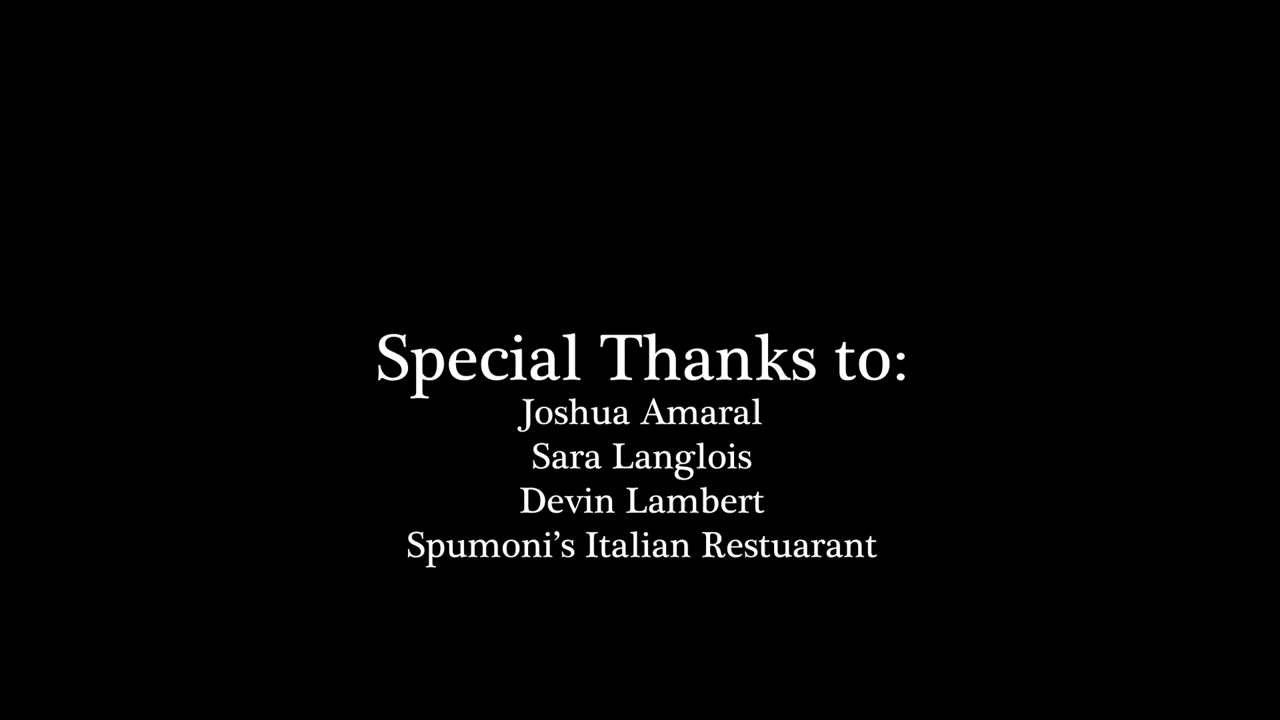 Special Thanks to:
Joshua Amaral
Sara Langlois
Devin Lambert
Spumoni’s Italian Restuarant